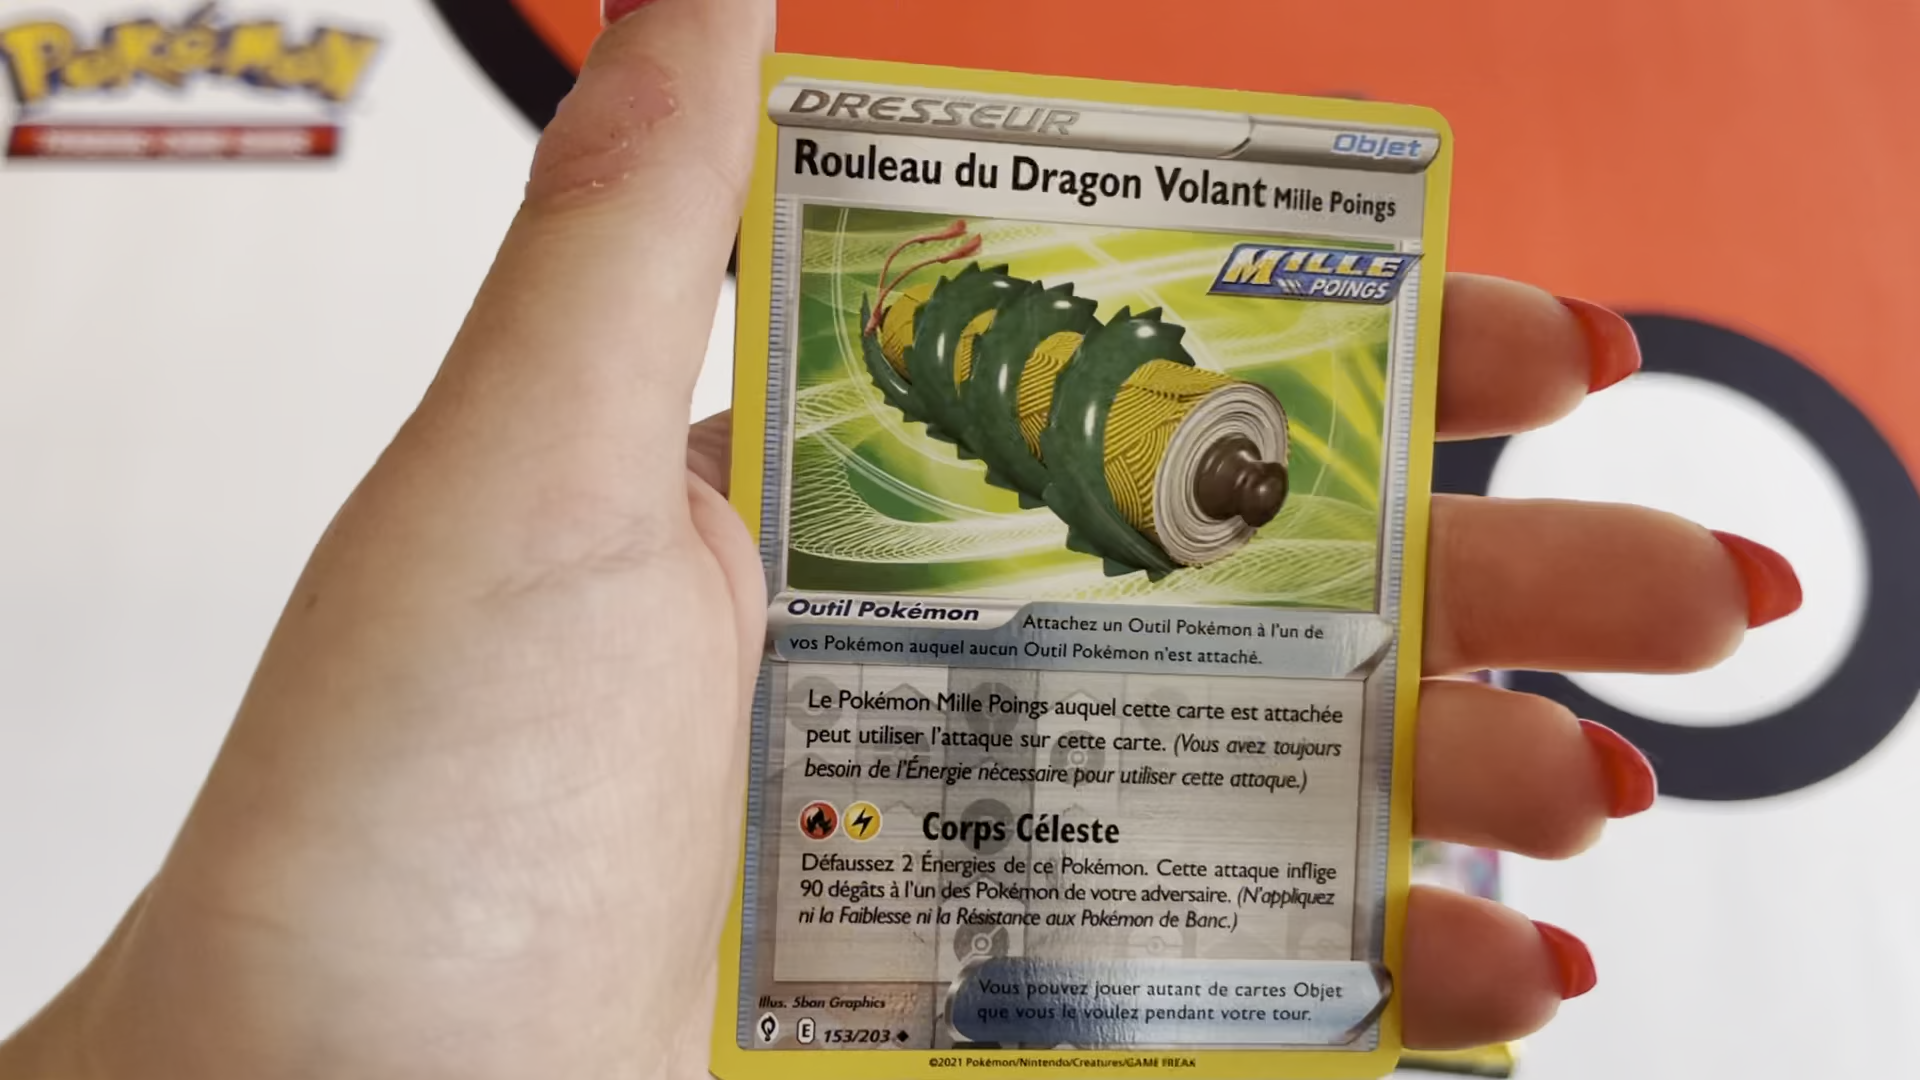 Pokémon
DRESSEUR
Objet
Rouleau du Dragon Volant Mille Poings
MILLE
POINGS
Outil Pokémon
Attachez un Outil Pokémon à l'un de
vos Pokémon auquel aucun Outil Pokémon n'est attaché.
Le Pokémon Mille Poings auquel cette carte est attachée
peut utiliser l'attaque sur cette carte. (Vous avez toujours
besoin de l'Énergie nécessaire pour utiliser cette attaque.)
Corps Céleste
Défaussez 2 Énergies de ce Pokémon. Cette attaque inflige
90 dégâts à l'un des Pokémon de votre adversaire. (N'appliquez
ni la Faiblesse ni la Résistance aux Pokémon de Banc.)
Vous pouvez jouer autant de cartes Objet
que vous le voulez pendant votre tour.
Illus. 5ban Graphics
E 153/203
©2021 Pokémon/Nintendo/Creatures/GAME FREAK